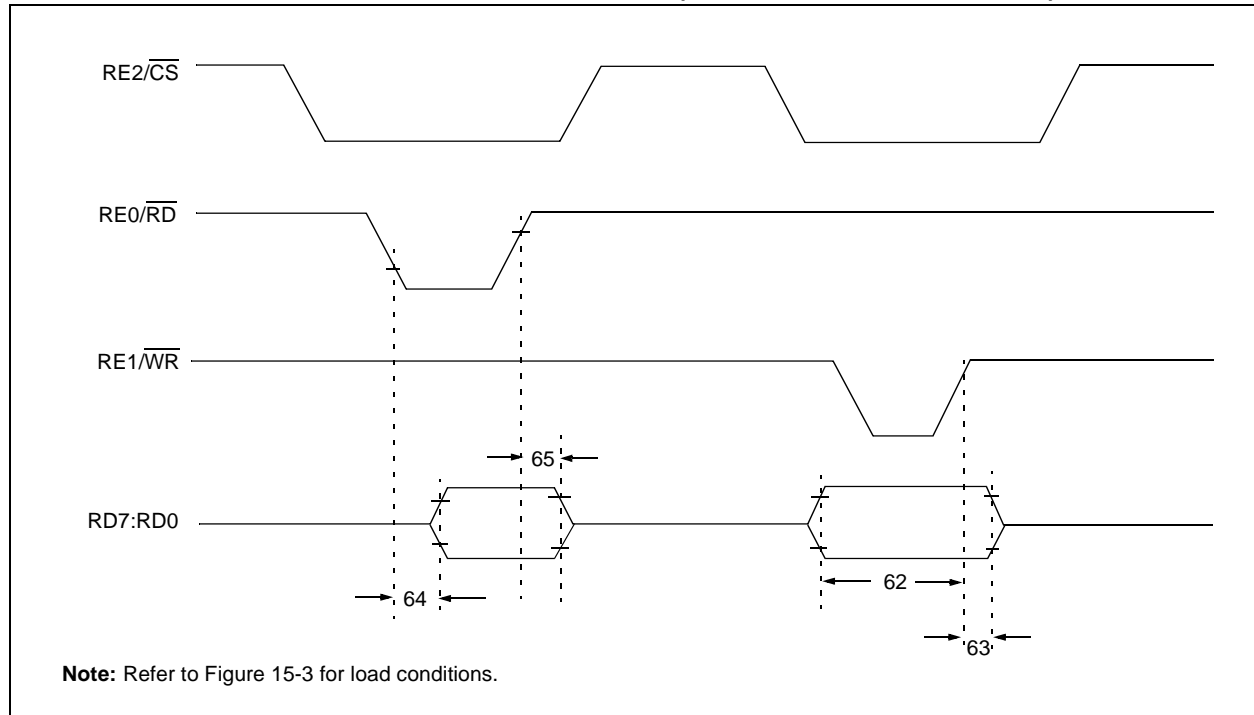 RE2/CS
RE0/RD
RE1/WR
65
RD7:RD0
62
64
63
Note: Refer to Figure 15-3 for load conditions.